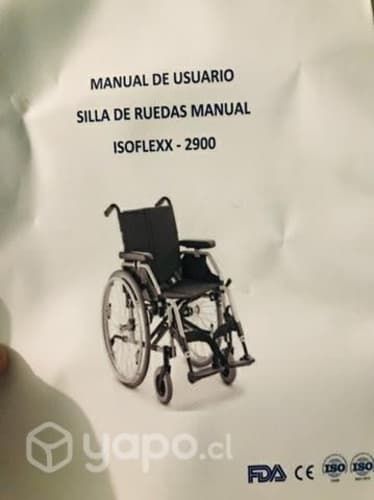 MANUAL DE USUARIO
SILLA DE RUEDAS MANUAL
ISOFLEXX - 2900
yapo.cl
FDA CE ISO ISO